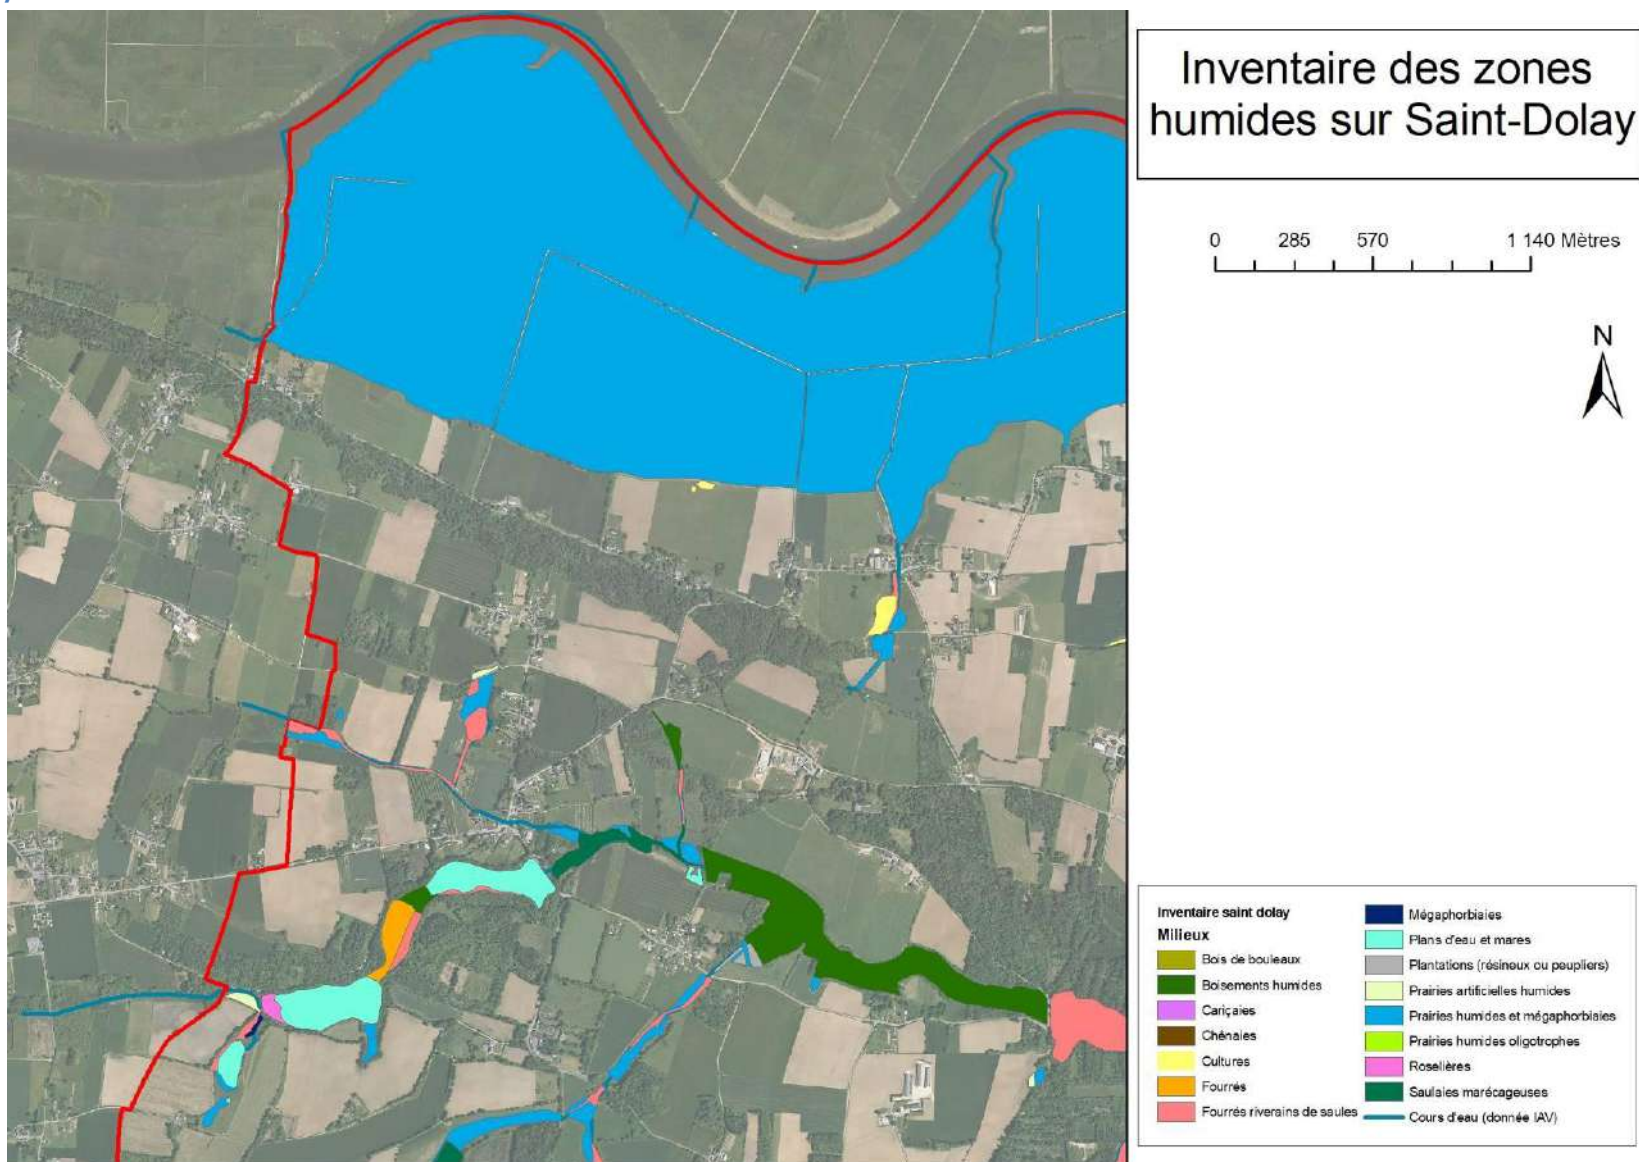 Inventaire des zones
humides sur Saint-Dolay
0 285 570 1 140 Mètres
N
Inventaire saint dolay
Milieux
Bois de bouleaux
Boisements humides
Cariçaies
Chênaies
Cultures
Fourrés
Fourrés riverains de saules
Mégaphorbiaies
Plans d'eau et mares
Plantations (résineux ou peupliers)
Prairies artificielles humides
Prairies humides et mégaphorbiaies
Prairies humides oligotrophes
Roselières
Saulaies marécageuses
Cours d'eau (donnée IAV)